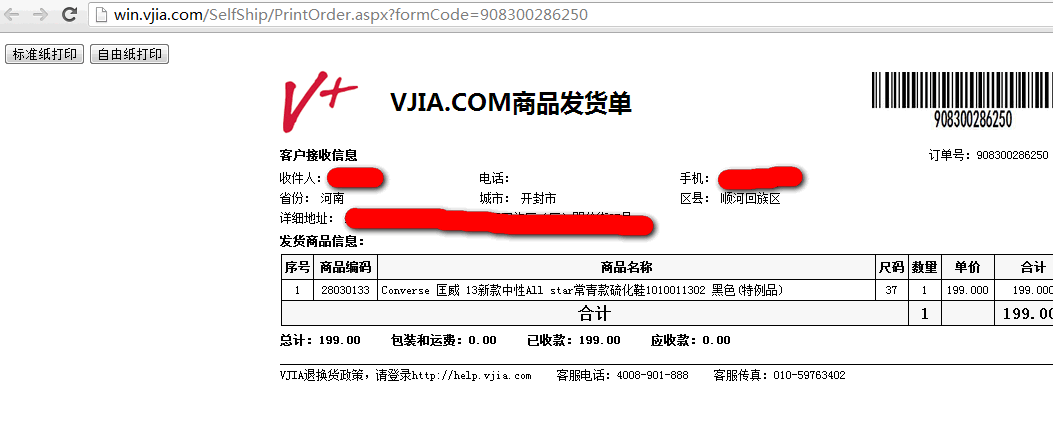 win.vjia.com/SelfShip/PrintOrder.aspx?formCode=908300286250
标准纸打印 自由纸打印
V+ VJIA.COM商品发货单
908300286250
客户接收信息 订单号：908300286250
收件人： 电话： 手机：
省份： 河南 城市： 开封市 区县： 顺河回族区
详细地址：
发货商品信息：
序号 商品编码 商品名称 尺码 数量 单价 合计
1 28030133 Converse 匡威 13新款中性All star常青款硫化鞋1010011302 黑色(特例品) 37 1 199.000 199.000
合计 1 199.00
总计：199.00 包装和运费：0.00 已收款：199.00 应收款：0.00
VJIA退换货政策，请登录http://help.vjia.com 客服电话：4008-901-888 客服传真：010-59763402